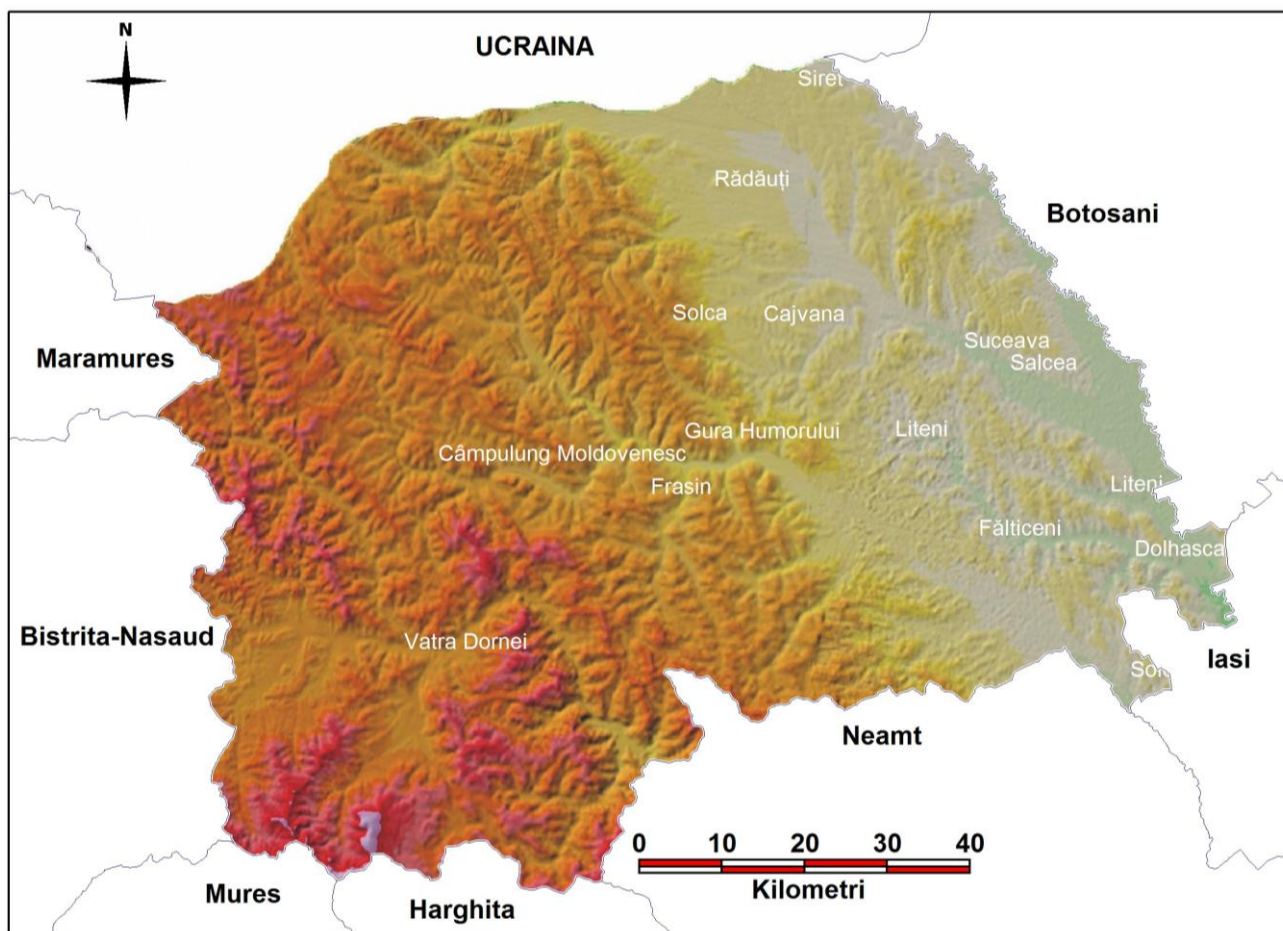 N
UCRAINA
Siret
Rădăuți
Botosani
Solca
Cajvana
Suceava
Salcea
Maramures
Gura Humorului
Liteni
Câmpulung Moldovenesc
Frasin
Liteni
Fălticeni
Dolhasca
Bistrita-Nasaud
Vatra Dornei
Iasi
Neamt
0 10 20 30 40
Kilometri
Mures
Harghita